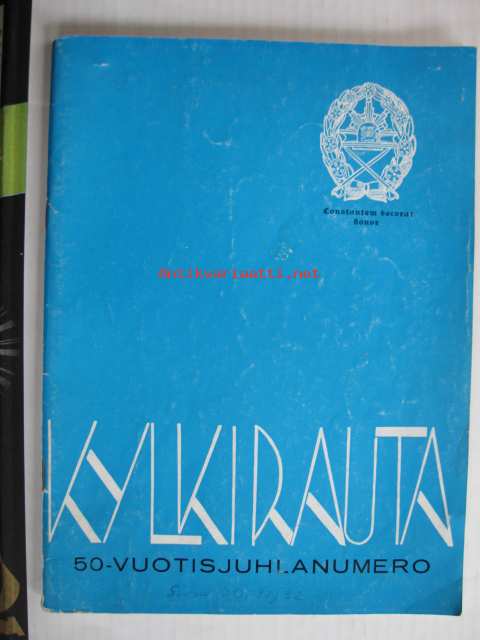 Constantem decorat
honor
Antikvariaatti.net
KYLKIRAUTA
50-VUOTISJUHLANUMERO